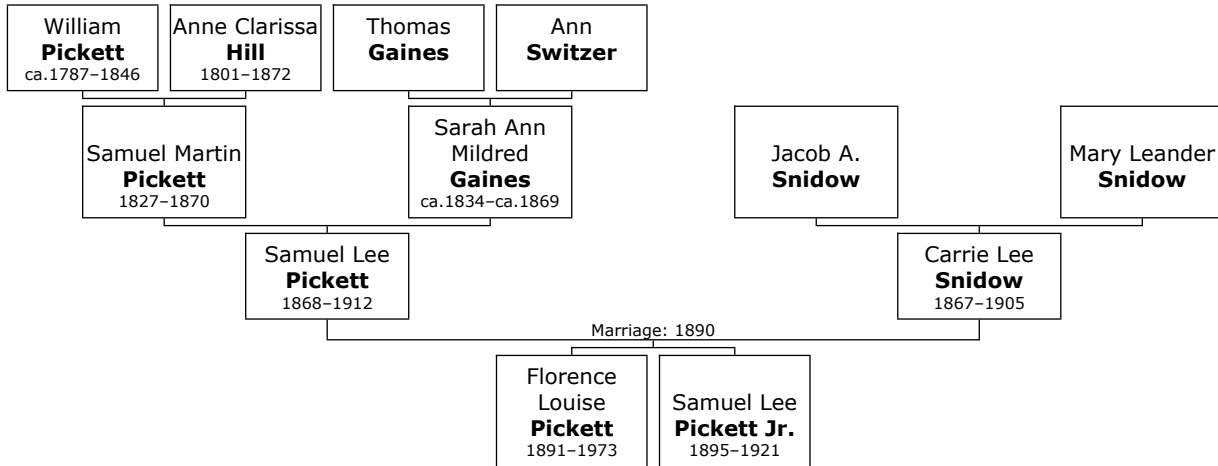 William
Pickett
ca.1787–1846
Anne Clarissa
Hill
1801–1872
Thomas
Gaines
Ann
Switzer
Samuel Martin
Pickett
1827–1870
Sarah Ann
Mildred
Gaines
ca.1834–ca.1869
Jacob A.
Snidow
Mary Leander
Snidow
Samuel Lee
Pickett
1868–1912
Carrie Lee
Snidow
1867–1905
Marriage: 1890
Florence
Louise
Pickett
1891–1973
Samuel Lee
Pickett Jr.
1895–1921